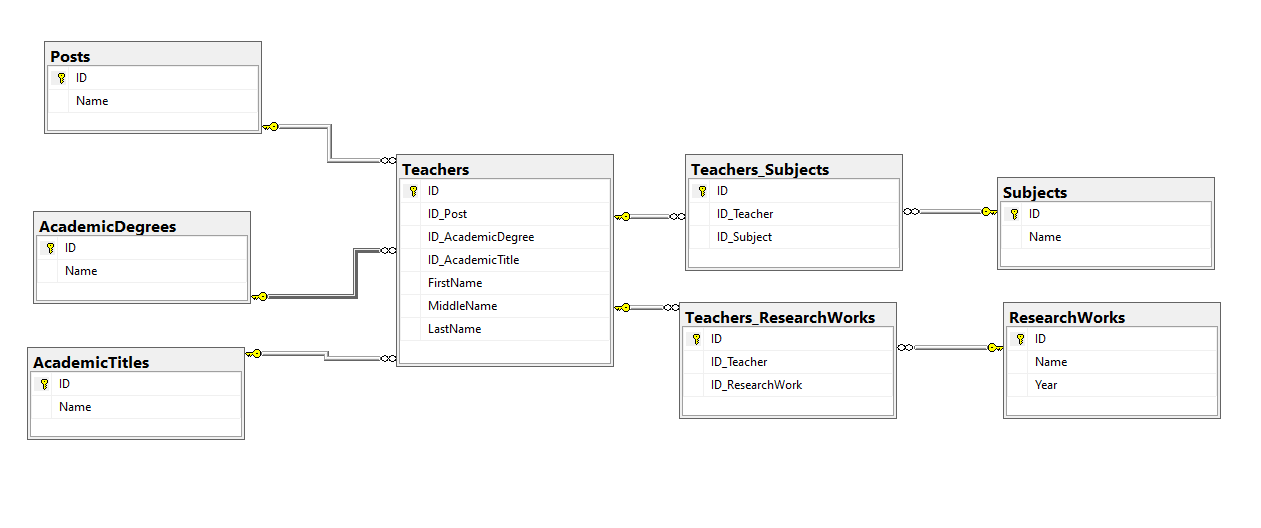 Posts
ID
Name
AcademicDegrees
ID
Name
AcademicTitles
ID
Name
Teachers
ID
ID_Post
ID_AcademicDegree
ID_AcademicTitle
FirstName
MiddleName
LastName
Teachers_Subjects
ID
ID_Teacher
ID_Subject
Teachers_ResearchWorks
ID
ID_Teacher
ID_ResearchWork
Subjects
ID
Name
ResearchWorks
ID
Name
Year